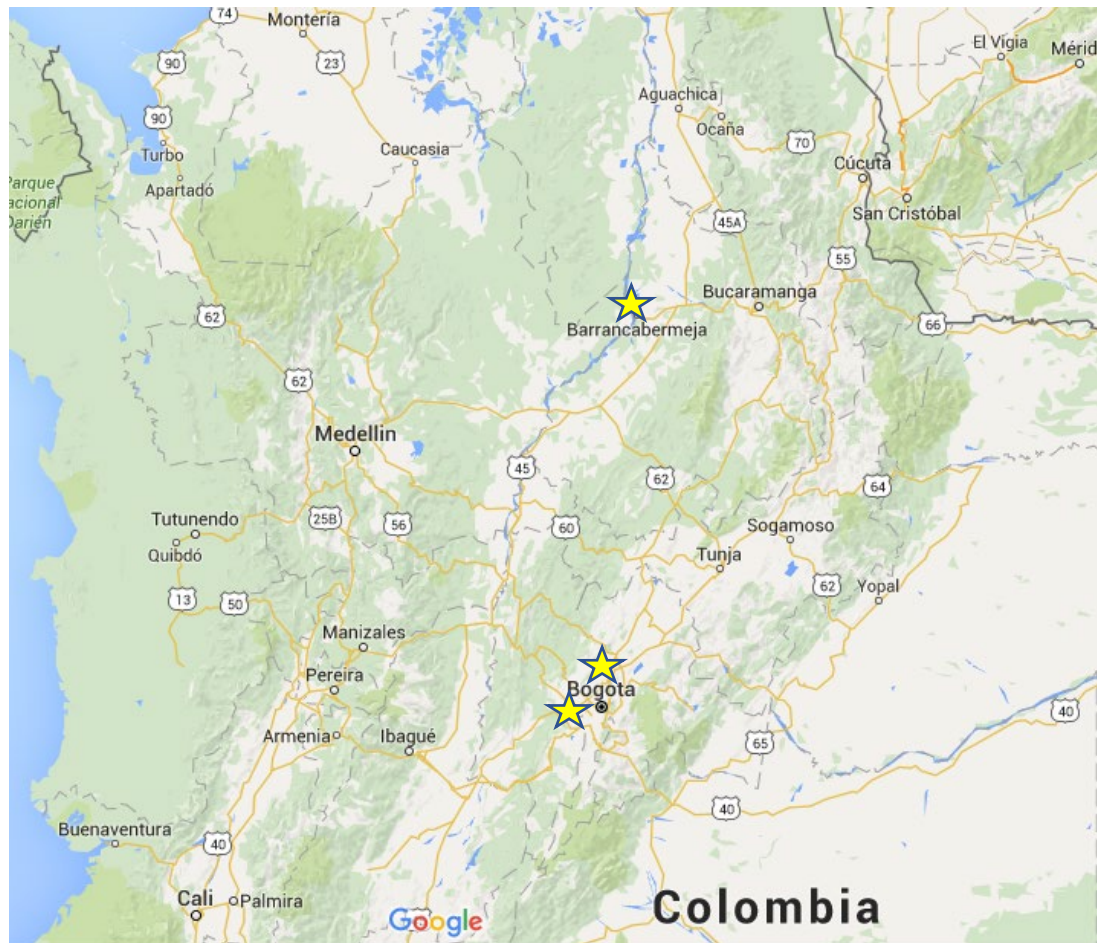 74
Montería
90
23
El Vigia
Mérid
Aguachica
Ocaña
90
Turbo
Caucasia
70
Cúcuta
Parque
nacional
Darién
Apartadó
San Cristóbal
45A
55
Bucaramanga
62
Barrancabermeja
66
62
Medellin
45
62
64
25B
56
60
Tutunendo
Quibdó
Sogamoso
Tunja
62
Yopal
13
50
Manizales
Pereira
Bogota
Armenia
Ibagué
65
40
40
Buenaventura
40
Cali
Palmira
Google
Colombia